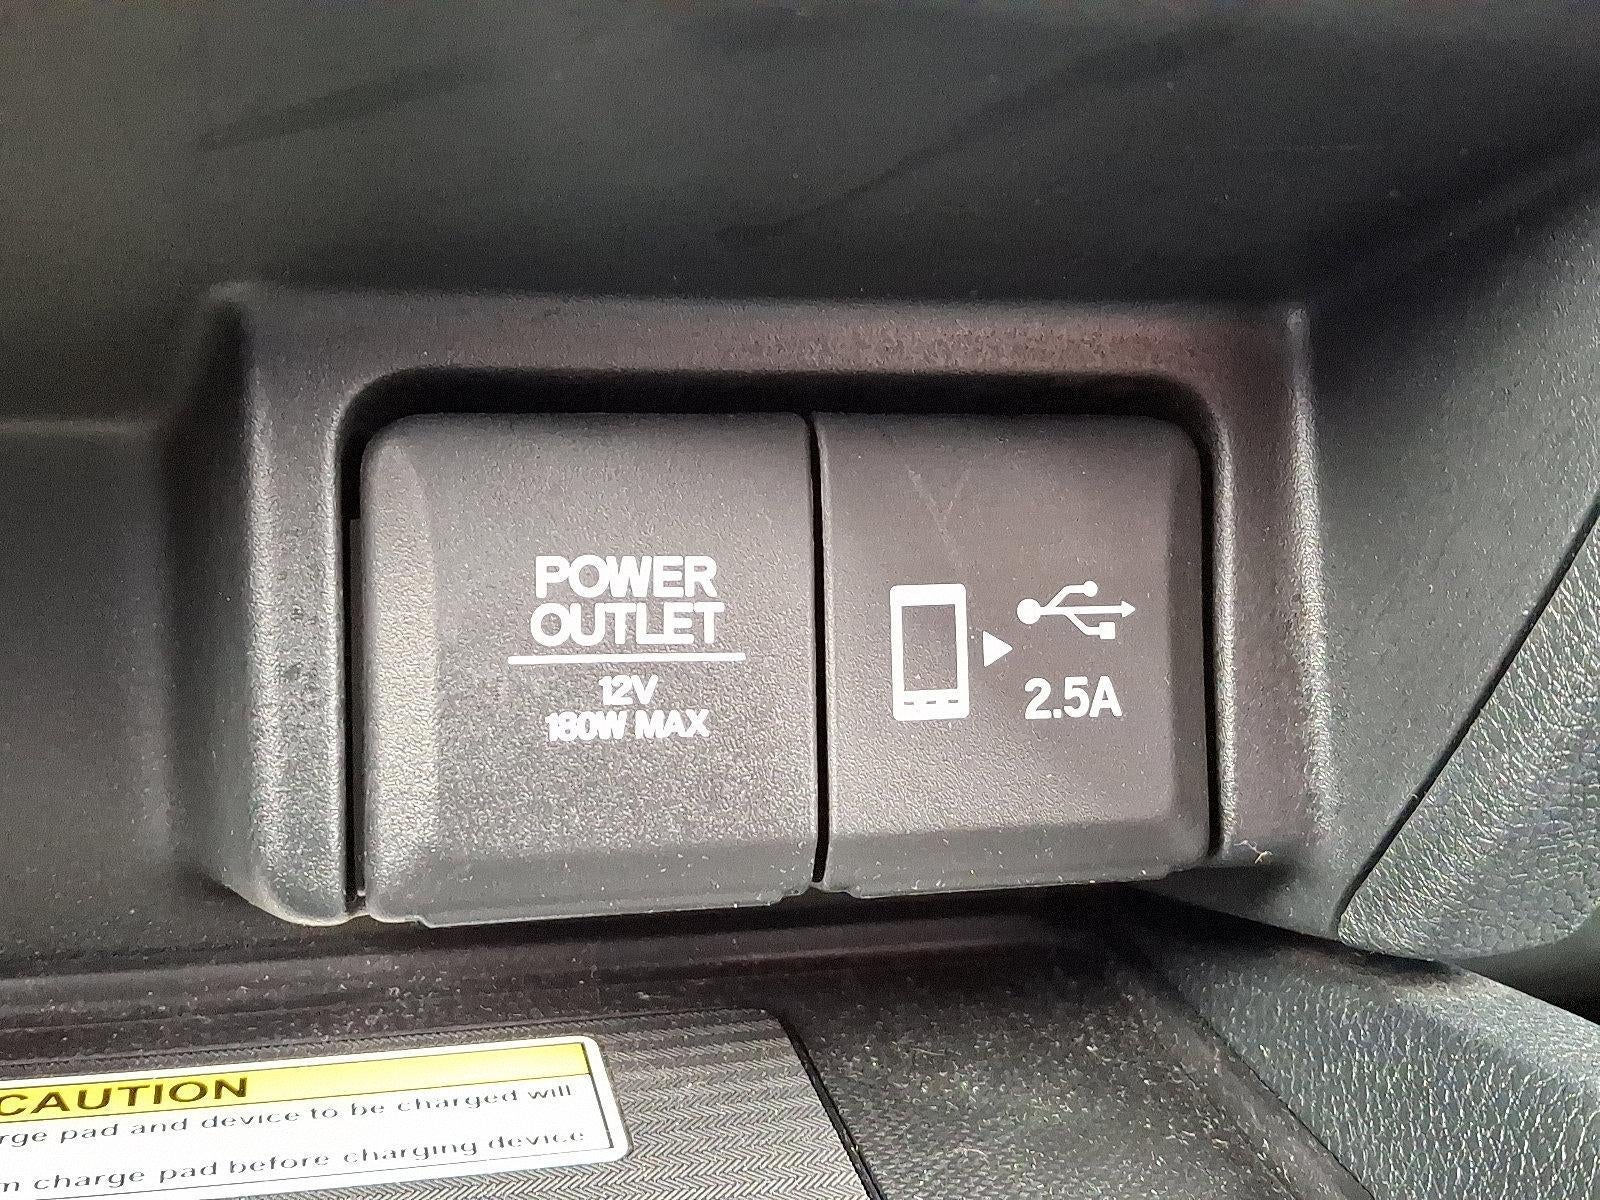 POWER
OUTLET
12V
180W MAX
2.5A
CAUTION
rge pad and device to be charged will
m charge pad before charging device